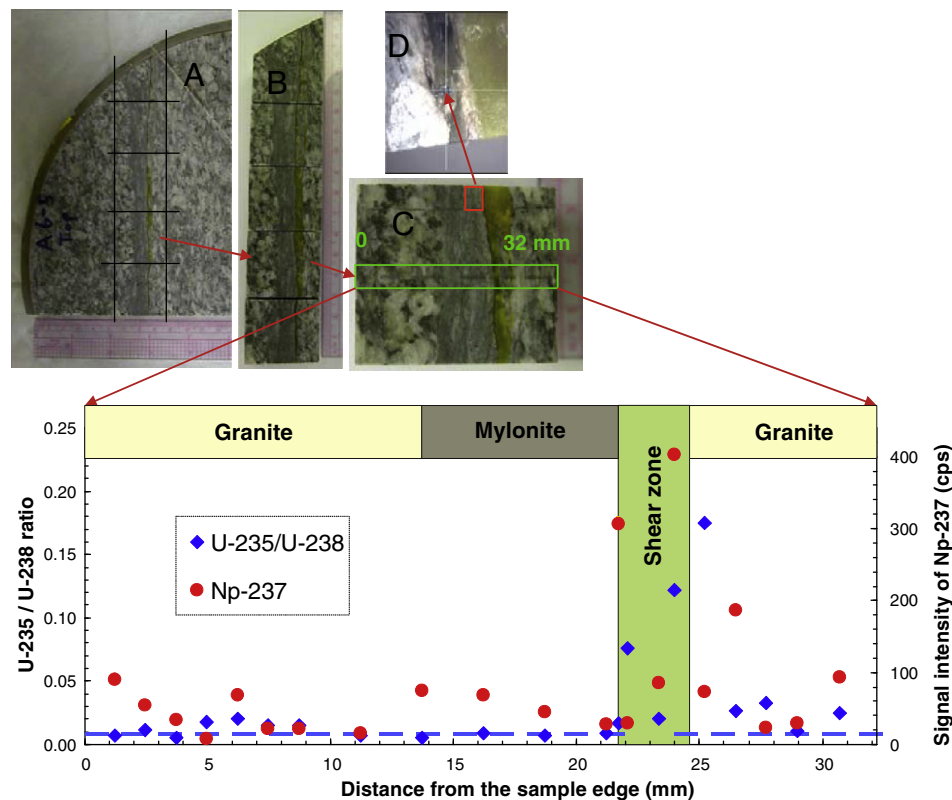 A
B
D
C
A6-5
Top
0
32 mm
Granite
Mylonite
Shear zone
Granite
U-235/U-238
Np-237
U-235 / U-238 ratio
0.25
0.20
0.15
0.10
0.05
0.00
Signal intensity of Np-237 (cps)
400
300
200
100
0
0
5
10
15
20
25
30
Distance from the sample edge (mm)